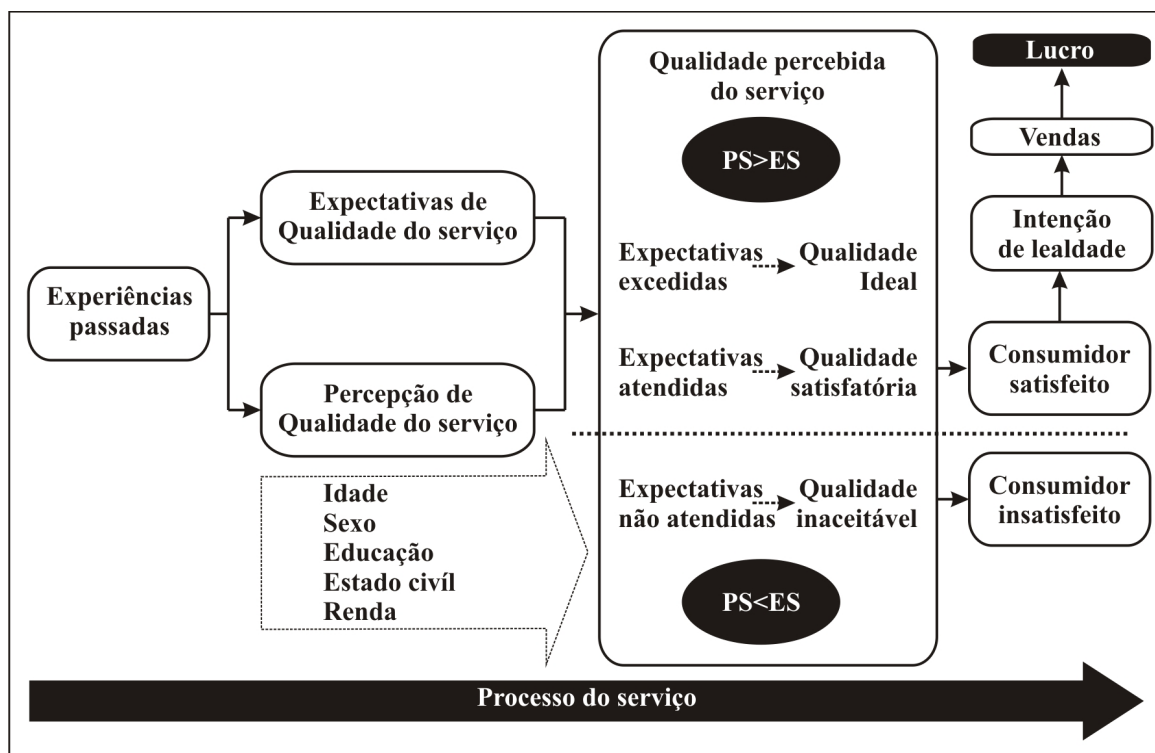 Experiências
passadas
Expectativas de
Qualidade do serviço
Percepção de
Qualidade do serviço
Idade
Sexo
Educação
Estado civíl
Renda
Qualidade percebida
do serviço
PS>ES
Expectativas
excedidas
Qualidade
Ideal
Expectativas
atendidas
Qualidade
satisfatória
Expectativas
não atendidas
Qualidade
inaceitável
PS<ES
Lucro
Vendas
Intenção
de lealdade
Consumidor
satisfeito
Consumidor
insatisfeito
Processo do serviço